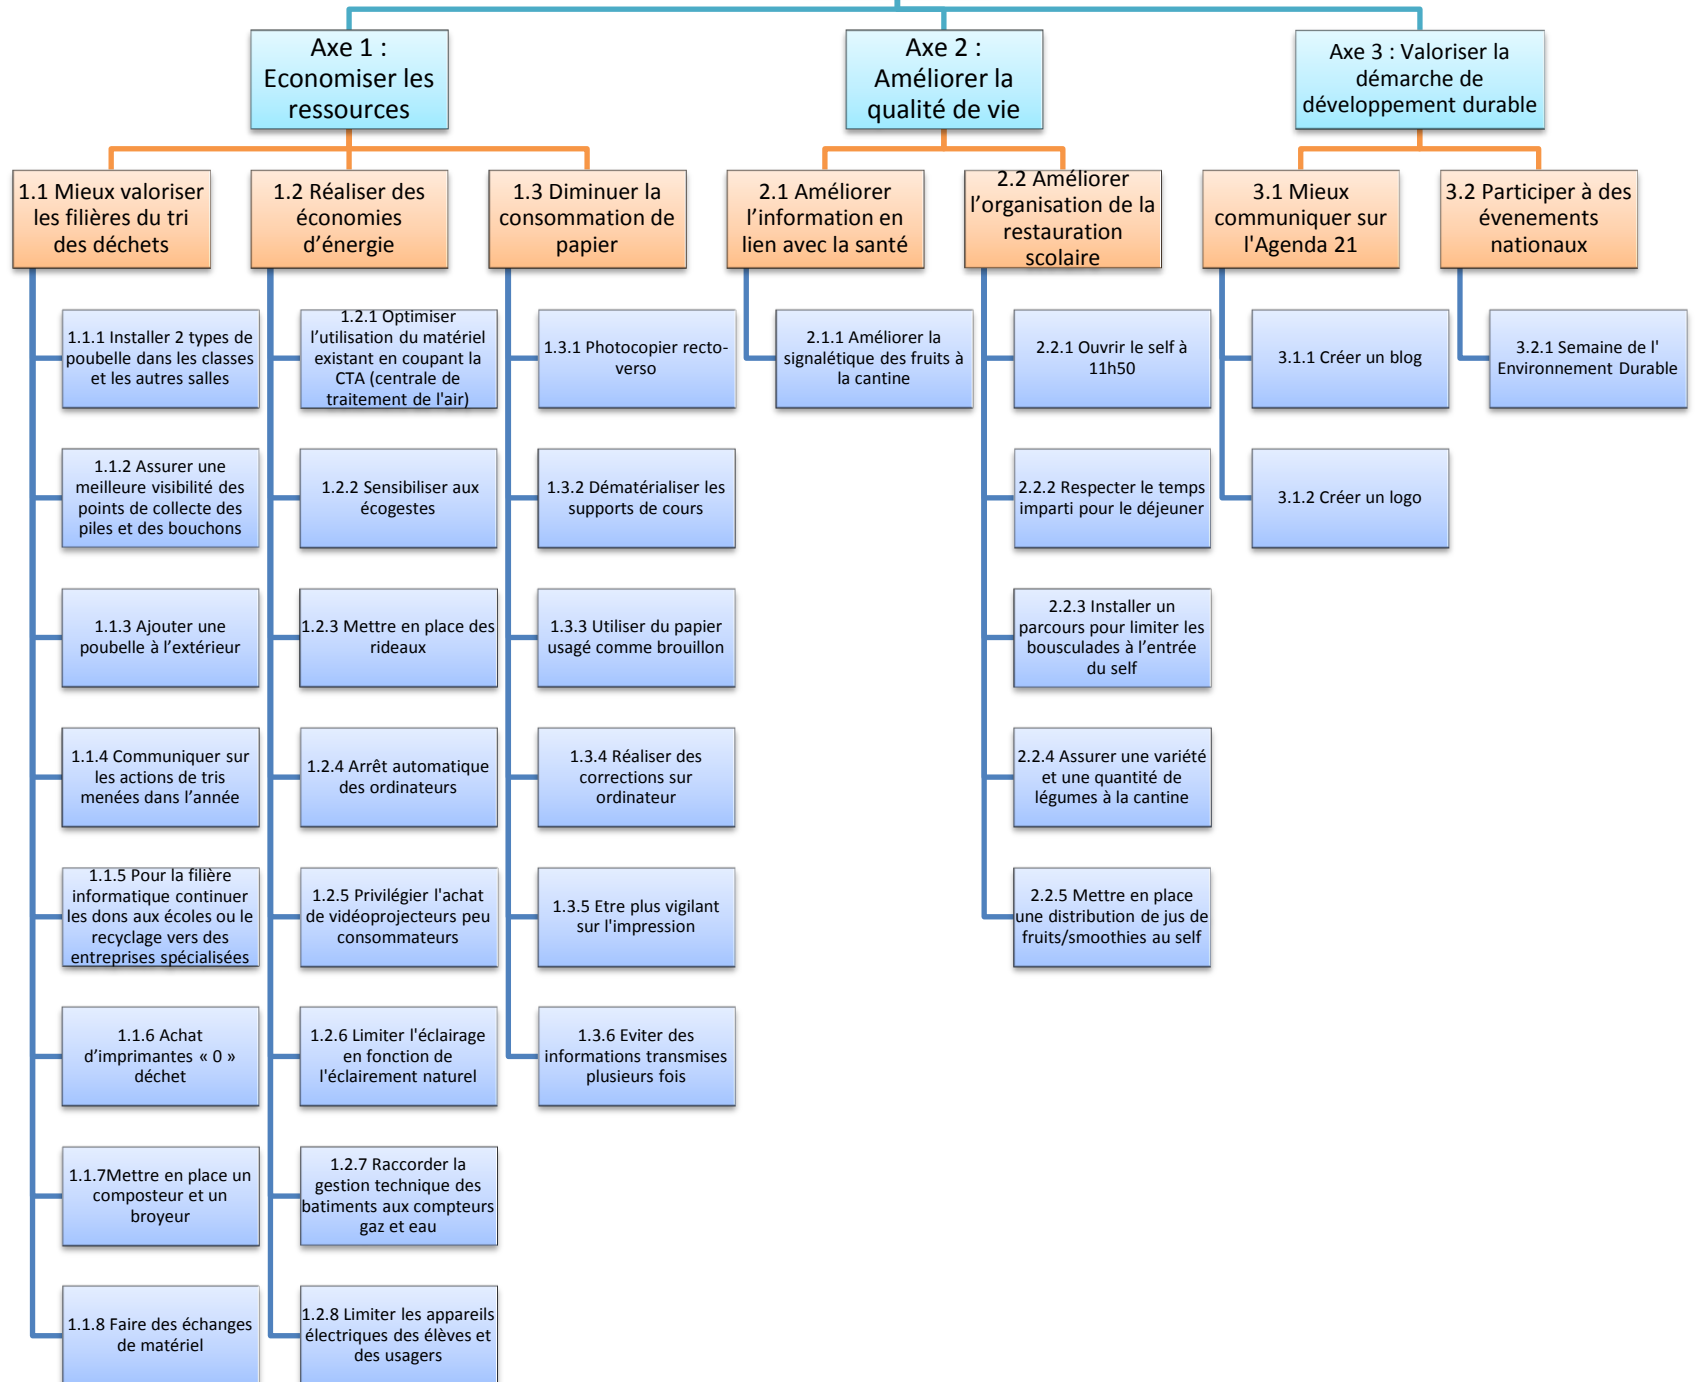 Axe 1 :
Economiser les
ressources
Axe 2 :
Améliorer la
qualité de vie
Axe 3 : Valoriser la
démarche de
développement durable
1.1 Mieux valoriser
les filières du tri
des déchets
1.2 Réaliser des
économies
d’énergie
1.3 Diminuer la
consommation de
papier
2.1 Améliorer
l’information en
lien avec la santé
2.2 Améliorer
l’organisation de la
restauration
scolaire
3.1 Mieux
communiquer sur
l'Agenda 21
3.2 Participer à des
évenements
nationaux
1.1.1 Installer 2 types de
poubelle dans les classes
et les autres salles
1.1.2 Assurer une
meilleure visibilité des
points de collecte des
piles et des bouchons
1.1.3 Ajouter une
poubelle à l’extérieur
1.1.4 Communiquer sur
les actions de tris
menées dans l’année
1.1.5 Pour la filière
informatique continuer
les dons aux écoles ou le
recyclage vers des
entreprises spécialisées
1.1.6 Achat
d’imprimantes « 0 »
déchet
1.1.7Mettre en place un
composteur et un
broyeur
1.1.8 Faire des échanges
de matériel
1.2.1 Optimiser
l’utilisation du matériel
existant en coupant la
CTA (centrale de
traitement de l'air)
1.2.2 Sensibiliser aux
écogestes
1.2.3 Mettre en place des
rideaux
1.2.4 Arrêt automatique
des ordinateurs
1.2.5 Privilégier l'achat
de vidéoprojecteurs peu
consommateurs
1.2.6 Limiter l'éclairage
en fonction de
l'éclairement naturel
1.2.7 Raccorder la
gestion technique des
batiments aux compteurs
gaz et eau
1.2.8 Limiter les appareils
électriques des élèves et
des usagers
1.3.1 Photocopier recto-
verso
1.3.2 Dématérialiser les
supports de cours
1.3.3 Utiliser du papier
usagé comme brouillon
1.3.4 Réaliser des
corrections sur
ordinateur
1.3.5 Etre plus vigilant
sur l'impression
1.3.6 Eviter des
informations transmises
plusieurs fois
2.1.1 Améliorer la
signalétique des fruits à
la cantine
2.2.1 Ouvrir le self à
11h50
2.2.2 Respecter le temps
imparti pour le déjeuner
2.2.3 Installer un
parcours pour limiter les
bousculades à l’entrée
du self
2.2.4 Assurer une variété
et une quantité de
légumes à la cantine
2.2.5 Mettre en place
une distribution de jus de
fruits/smoothies au self
3.1.1 Créer un blog
3.1.2 Créer un logo
3.2.1 Semaine de l'
Environnement Durable